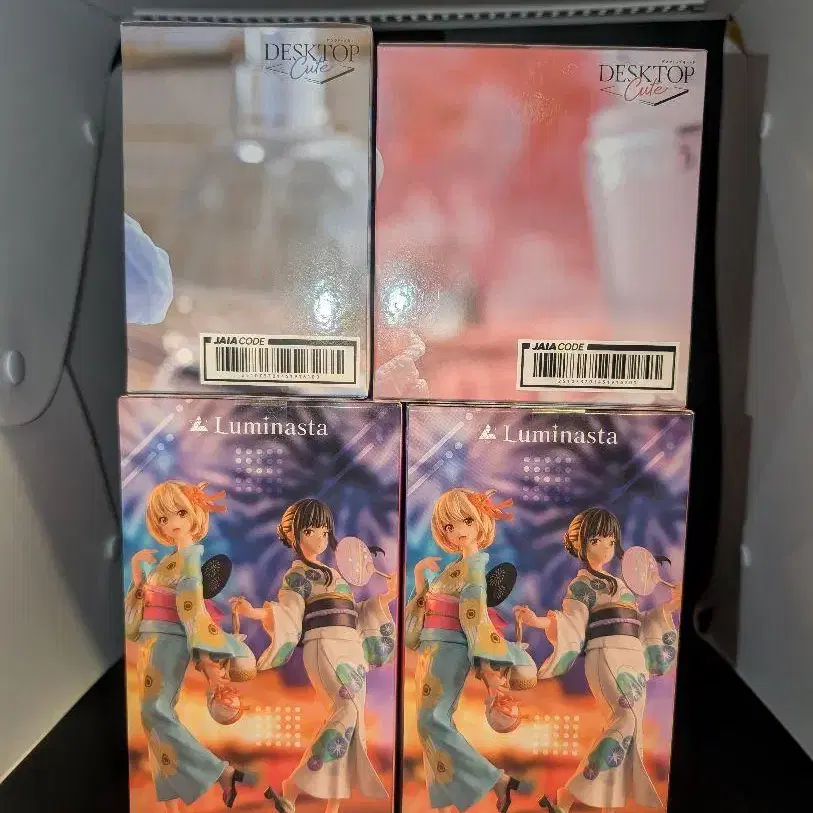 DESKTOP
Cute
DESKTOP
Cute
JAIA CODE
JAIA CODE
Luminasta
Luminasta